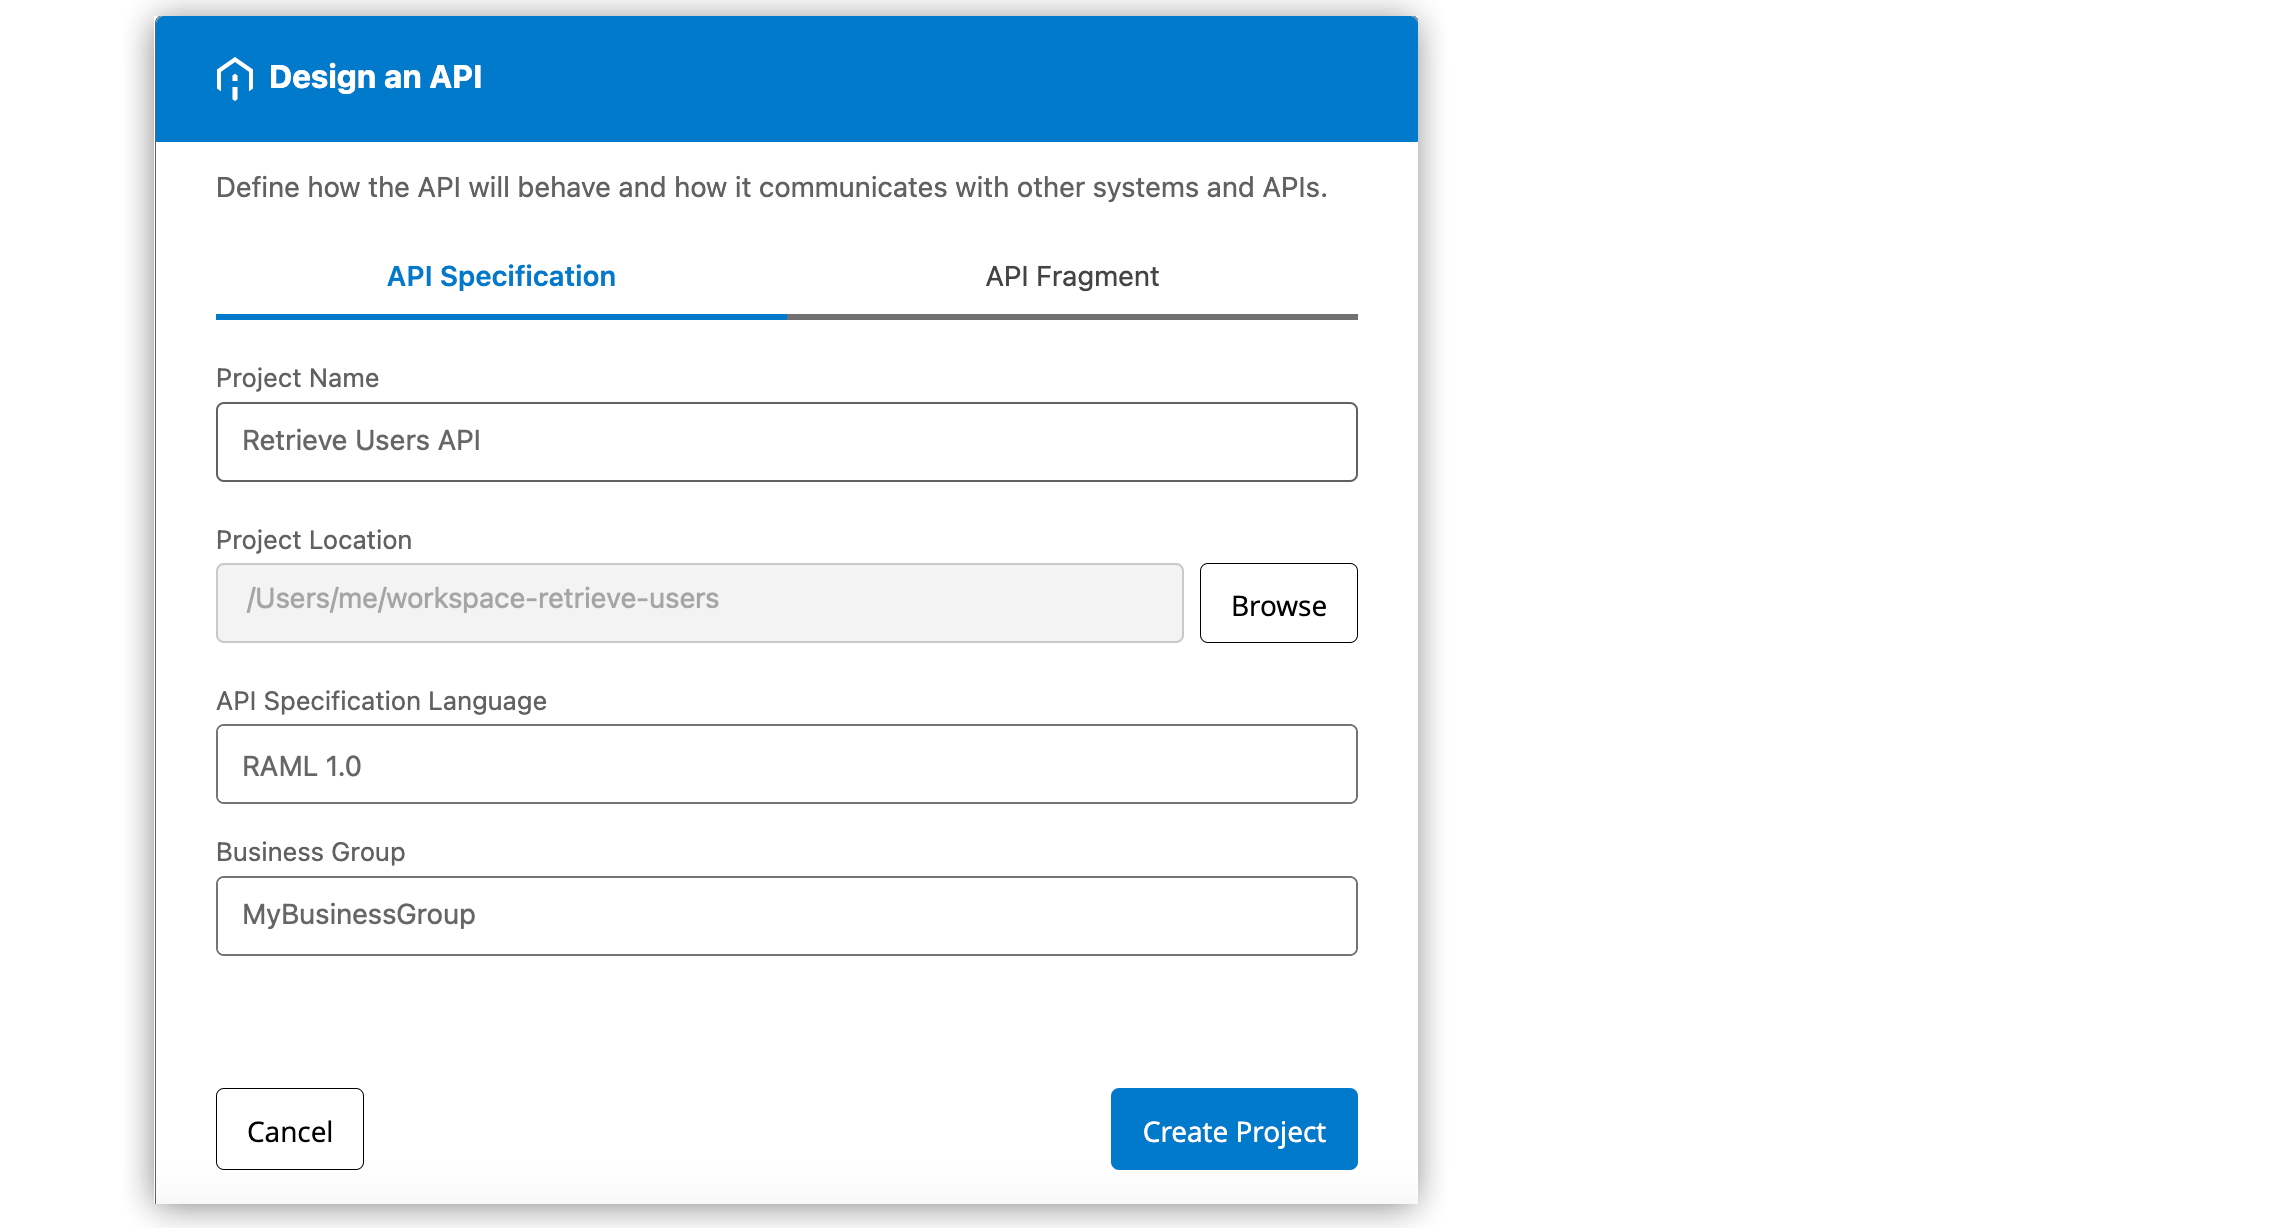 Design an API
Define how the API will behave and how it communicates with other systems and APIs.
API Specification
API Fragment
Project Name
Retrieve Users API
Project Location
/Users/me/workspace-retrieve-users
Browse
API Specification Language
RAML 1.0
Business Group
MyBusinessGroup
Cancel
Create Project